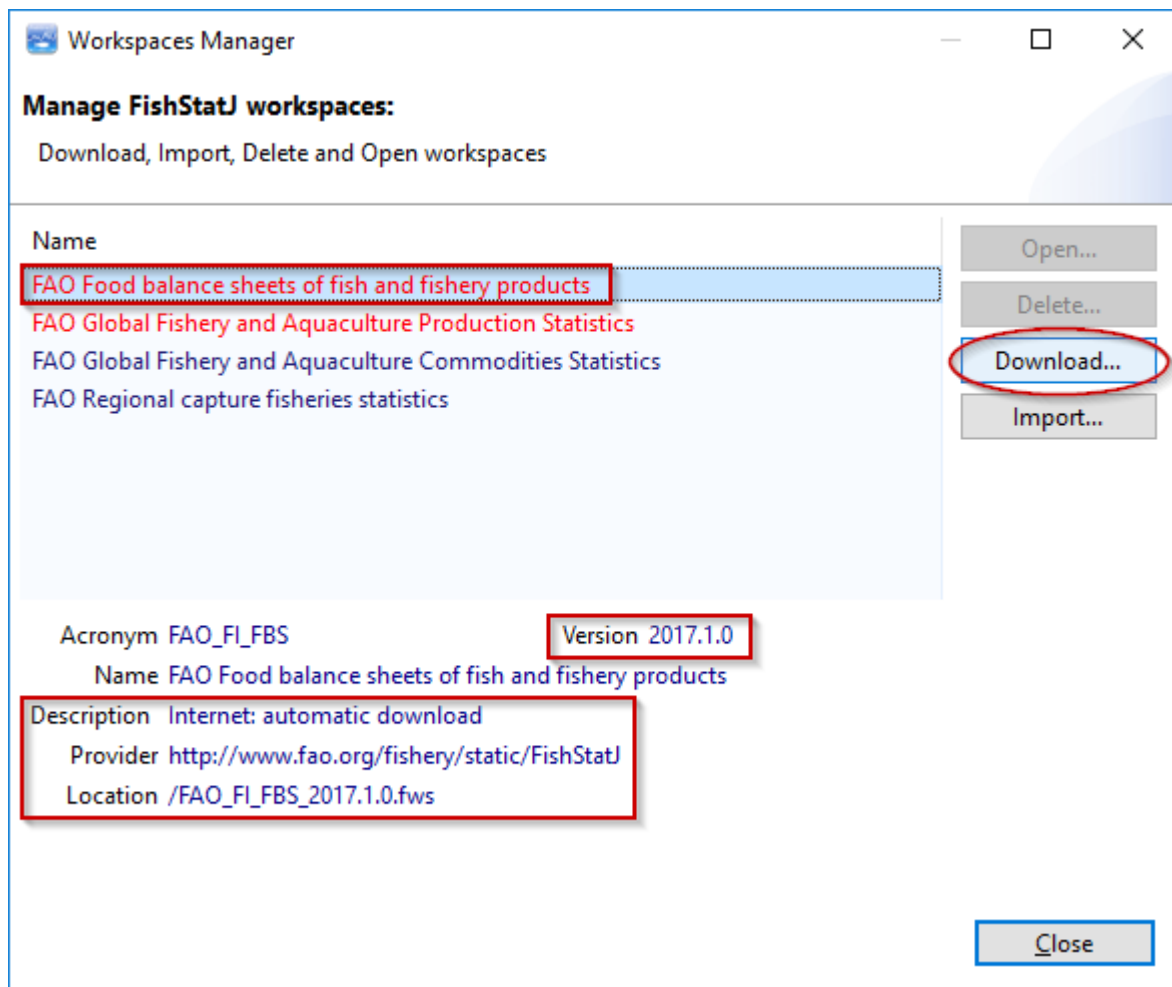 Workspaces Manager
Manage FishStatJ workspaces:
Download, Import, Delete and Open workspaces
Name
FAO Food balance sheets of fish and fishery products
FAO Global Fishery and Aquaculture Production Statistics
FAO Global Fishery and Aquaculture Commodities Statistics
FAO Regional capture fisheries statistics
Open...
Delete...
Download...
Import...
Acronym FAO_FI_FBS Version 2017.1.0
Name FAO Food balance sheets of fish and fishery products
Description Internet: automatic download
Provider http://www.fao.org/fishery/static/FishStatJ
Location /FAO_FI_FBS_2017.1.0.fws
Close